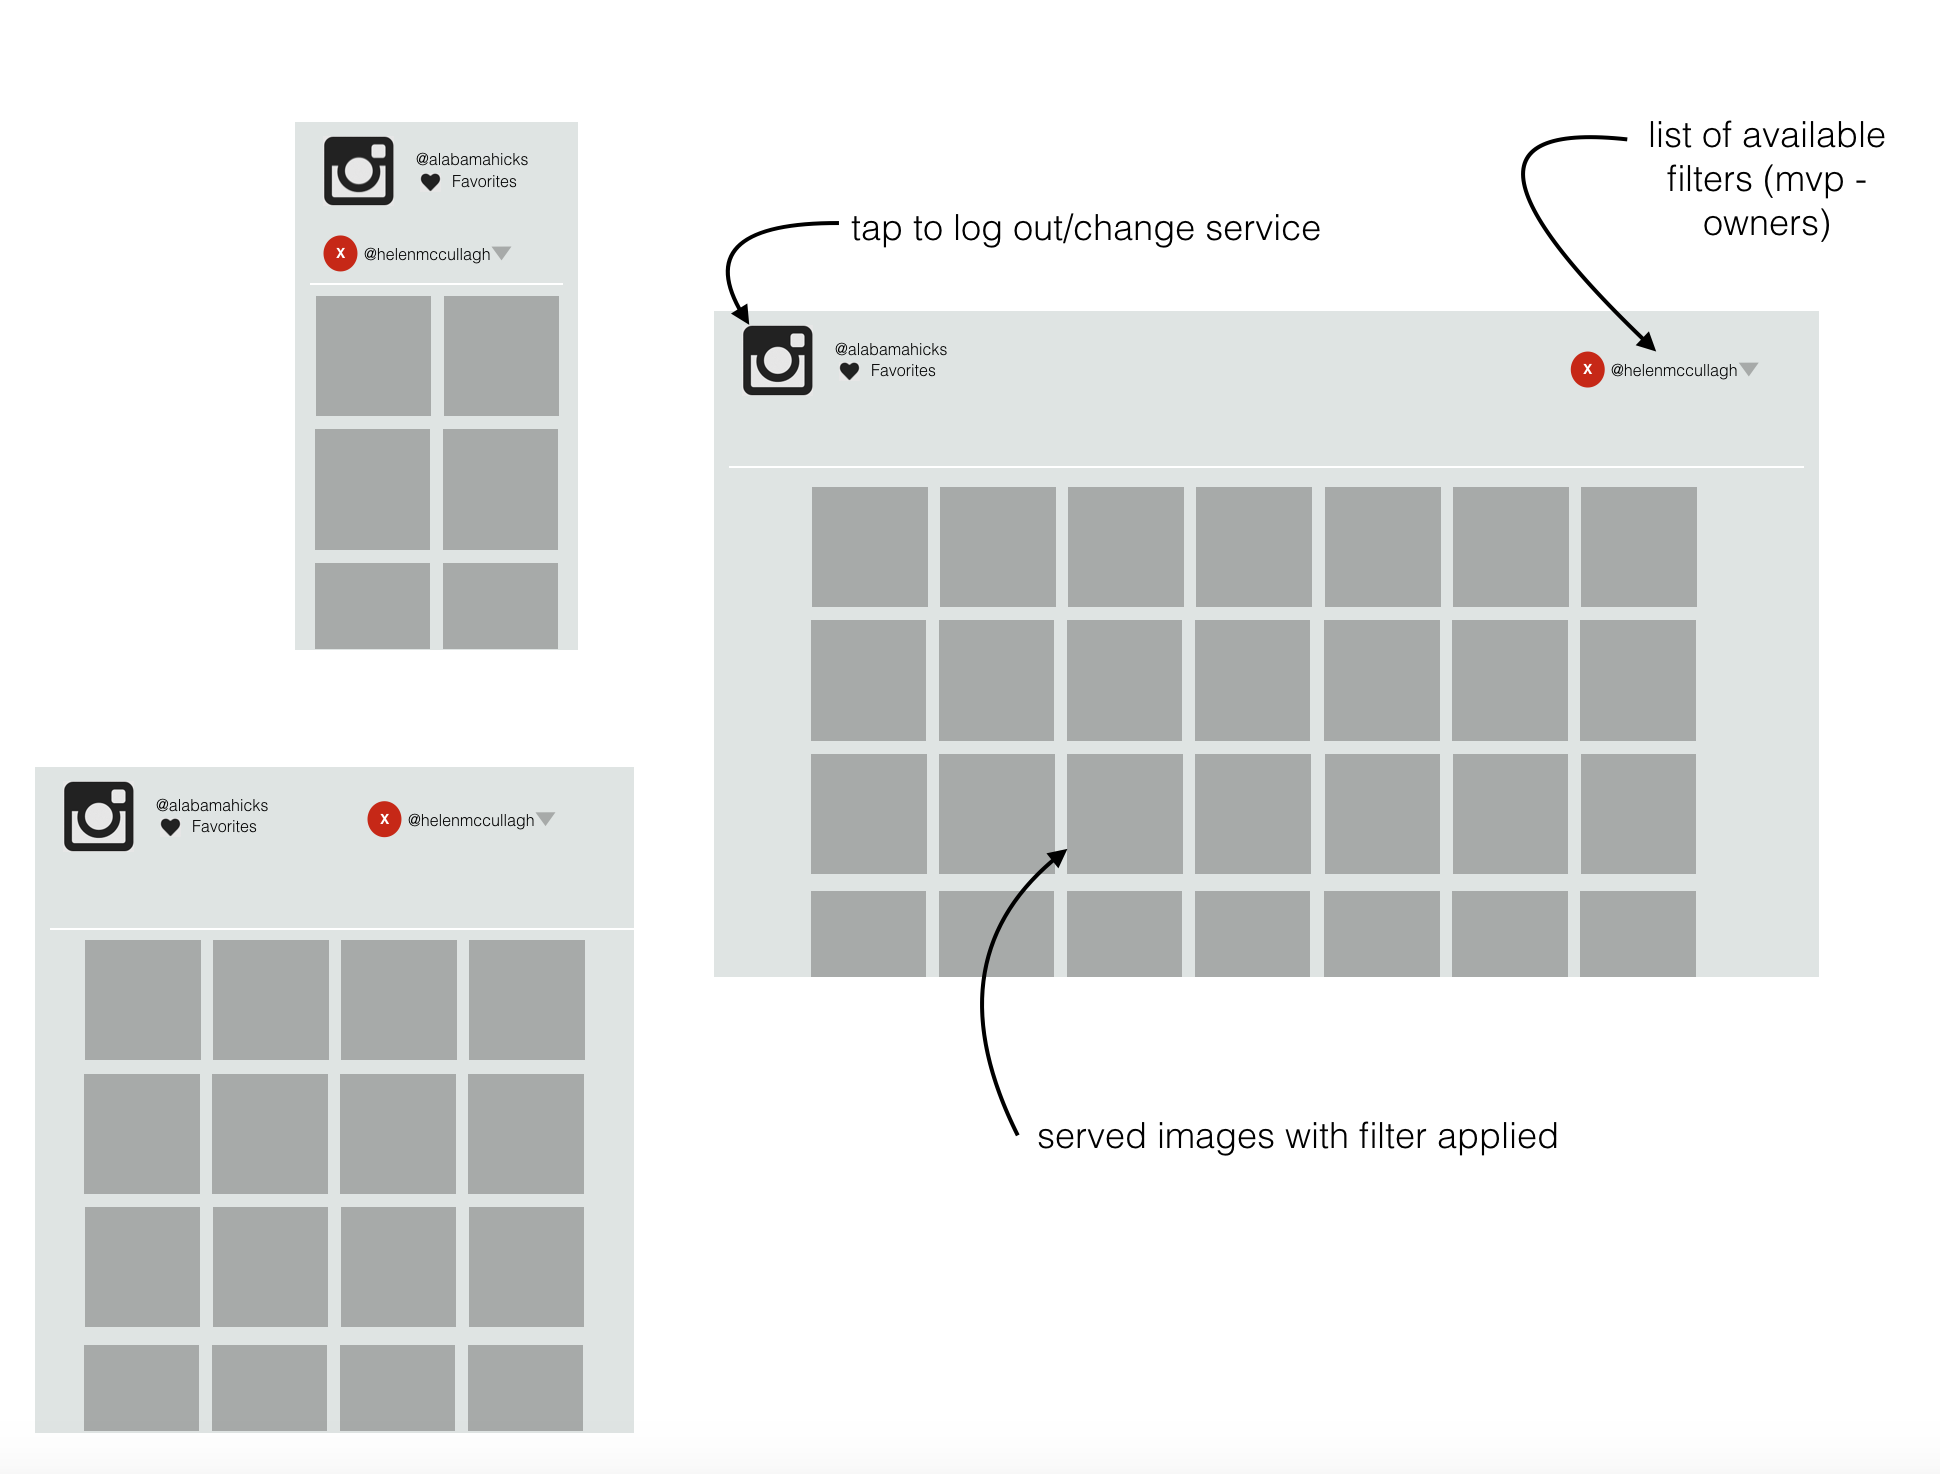 @alabamahicks
Favorites
X @helenmccullagh
list of available
filters (mvp -
owners)
tap to log out/change service
@alabamahicks
Favorites
X @helenmccullagh
@alabamahicks
Favorites
X @helenmccullagh
served images with filter applied